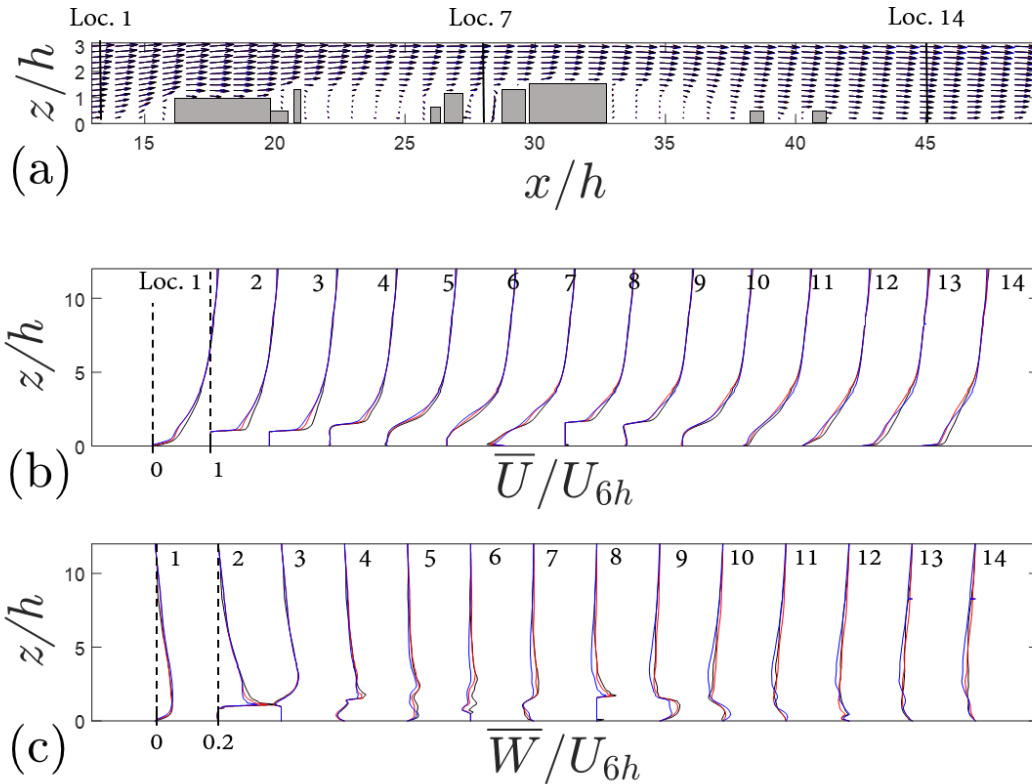 Loc. 1 Loc. 7 Loc. 14
3
2
1
0
z/h
15 20 25 30 35 40 45
(a)
x/h
Loc. 1 2 3 4 5 6 7 8 9 10 11 12 13 14
10
5
0
z/h
0 1
(b)
U̅/U₆ₕ
1 2 3 4 5 6 7 8 9 10 11 12 13 14
10
5
0
z/h
0 0.2
(c)
W̅/U₆ₕ